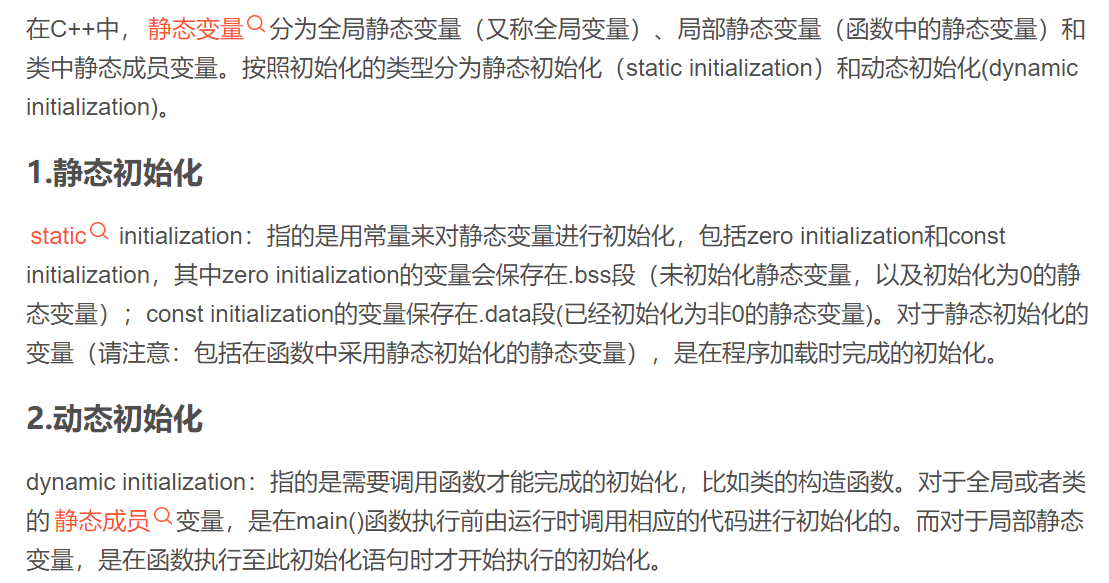 在C++中，静态变量分为全局静态变量（又称全局变量）、局部静态变量（函数中的静态变量）和
类中静态成员变量。按照初始化的类型分为静态初始化（static initialization）和动态初始化(dynamic
initialization)。
1.静态初始化
static initialization：指的是用常量来对静态变量进行初始化，包括zero initialization和const
initialization，其中zero initialization的变量会保存在.bss段（未初始化静态变量，以及初始化为0的静
态变量）；const initialization的变量保存在.data段(已经初始化为非0的静态变量)。对于静态初始化的
变量（请注意：包括在函数中采用静态初始化的静态变量），是在程序加载时完成的初始化。
2.动态初始化
dynamic initialization：指的是需要调用函数才能完成的初始化，比如类的构造函数。对于全局或者类
的静态成员变量，是在main()函数执行前由运行时调用相应的代码进行初始化的。而对于局部静态
变量，是在函数执行至此初始化语句时才开始执行的初始化。